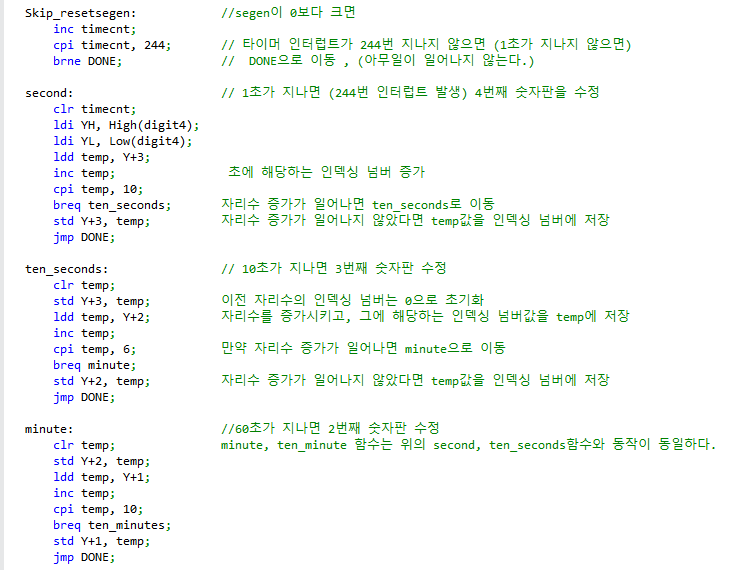 Skip_resetsegen: //segen이 0보다 크면
inc timecnt;
cpi timecnt, 244; // 타이머 인터럽트가 244번 지나지 않으면 (1초가 지나지 않으면)
brne DONE; // DONE으로 이동 , (아무일이 일어나지 않는다.)
second: // 1초가 지나면 (244번 인터럽트 발생) 4번째 숫자판을 수정
clr timecnt;
ldi YH, High(digit4);
ldi YL, Low(digit4);
ldd temp, Y+3;
inc temp; 초에 해당하는 인덱싱 넘버 증가
cpi temp, 10;
breq ten_seconds; 자리수 증가가 일어나면 ten_seconds로 이동
std Y+3, temp; 자리수 증가가 일어나지 않았다면 temp값을 인덱싱 넘버에 저장
jmp DONE;
ten_seconds: // 10초가 지나면 3번째 숫자판 수정
clr temp;
std Y+3, temp; 이전 자리수의 인덱싱 넘버는 0으로 초기화
ldd temp, Y+2; 자리수를 증가시키고, 그에 해당하는 인덱싱 넘버값을 temp에 저장
inc temp;
cpi temp, 6; 만약 자리수 증가가 일어나면 minute으로 이동
breq minute;
std Y+2, temp; 자리수 증가가 일어나지 않았다면 temp값을 인덱싱 넘버에 저장
jmp DONE;
minute: //60초가 지나면 2번째 숫자판 수정
clr temp; minute, ten_minute 함수는 위의 second, ten_seconds함수와 동작이 동일하다.
std Y+2, temp;
ldd temp, Y+1;
inc temp;
cpi temp, 10;
breq ten_minutes;
std Y+1, temp;
jmp DONE;